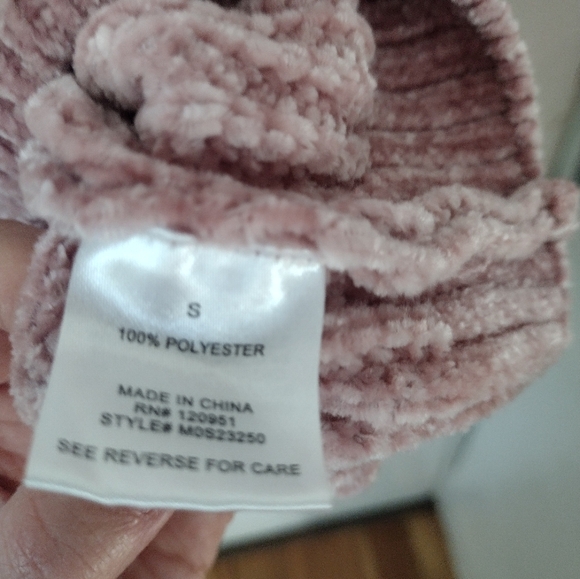 S
100% POLYESTER
MADE IN CHINA
RN# 120951
STYLE# M0S23250
SEE REVERSE FOR CARE